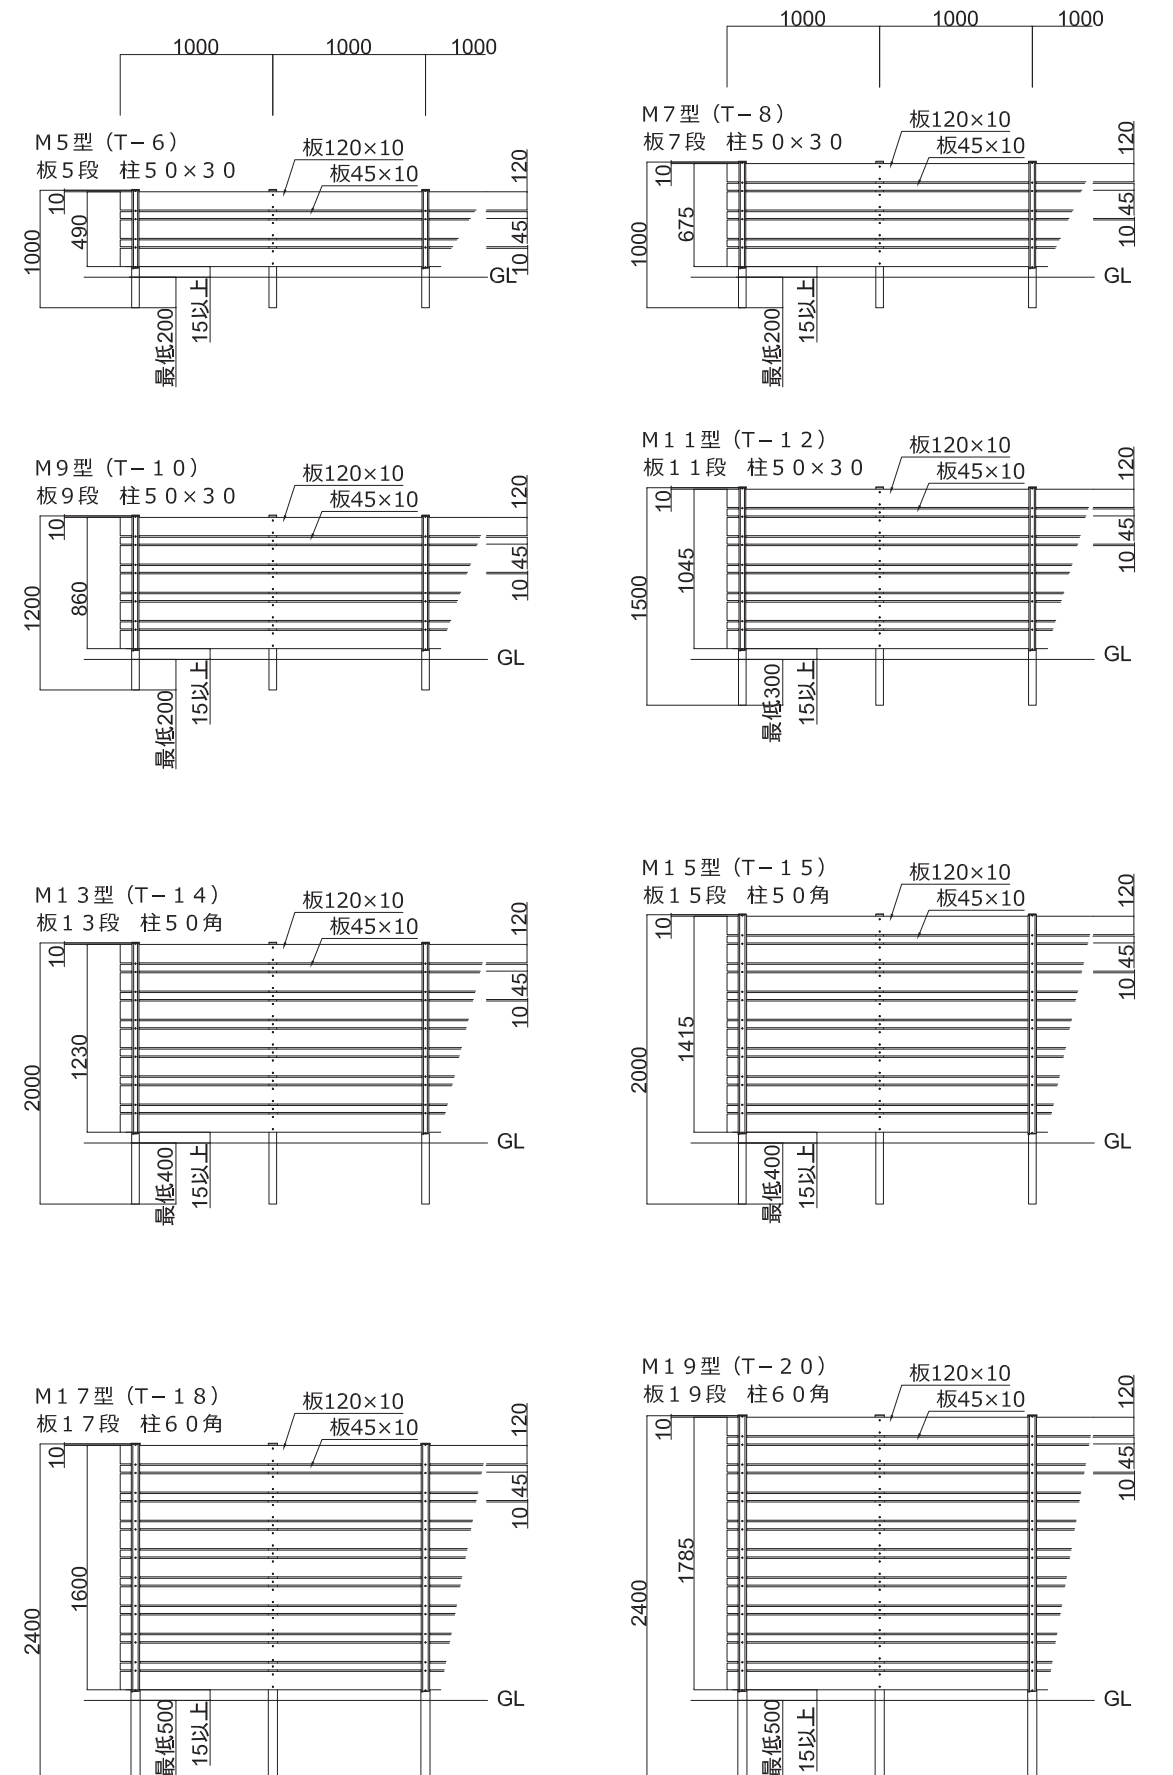 1000 1000 1000
M5型（T－6）
板5段 柱50×30
板120×10
板45×10
120
10
490
1000
10 45
GL
15以上
最低200
1000 1000 1000
M7型（T－8）
板7段 柱50×30
板120×10
板45×10
120
10
675
1000
10 45
GL
15以上
最低200
M9型（T－10）
板9段 柱50×30
板120×10
板45×10
120
10
860
1200
10 45
GL
15以上
最低200
M11型（T－12）
板11段 柱50×30
板120×10
板45×10
120
10
1045
1500
10 45
GL
15以上
最低300
M13型（T－14）
板13段 柱50角
板120×10
板45×10
120
10
1230
2000
10 45
GL
15以上
最低400
M15型（T－15）
板15段 柱50角
板120×10
板45×10
120
10
1415
2000
10 45
GL
15以上
最低400
M17型（T－18）
板17段 柱60角
板120×10
板45×10
120
10
1600
2400
10 45
GL
15以上
最低500
M19型（T－20）
板19段 柱60角
板120×10
板45×10
120
10
1785
2400
10 45
GL
15以上
最低500